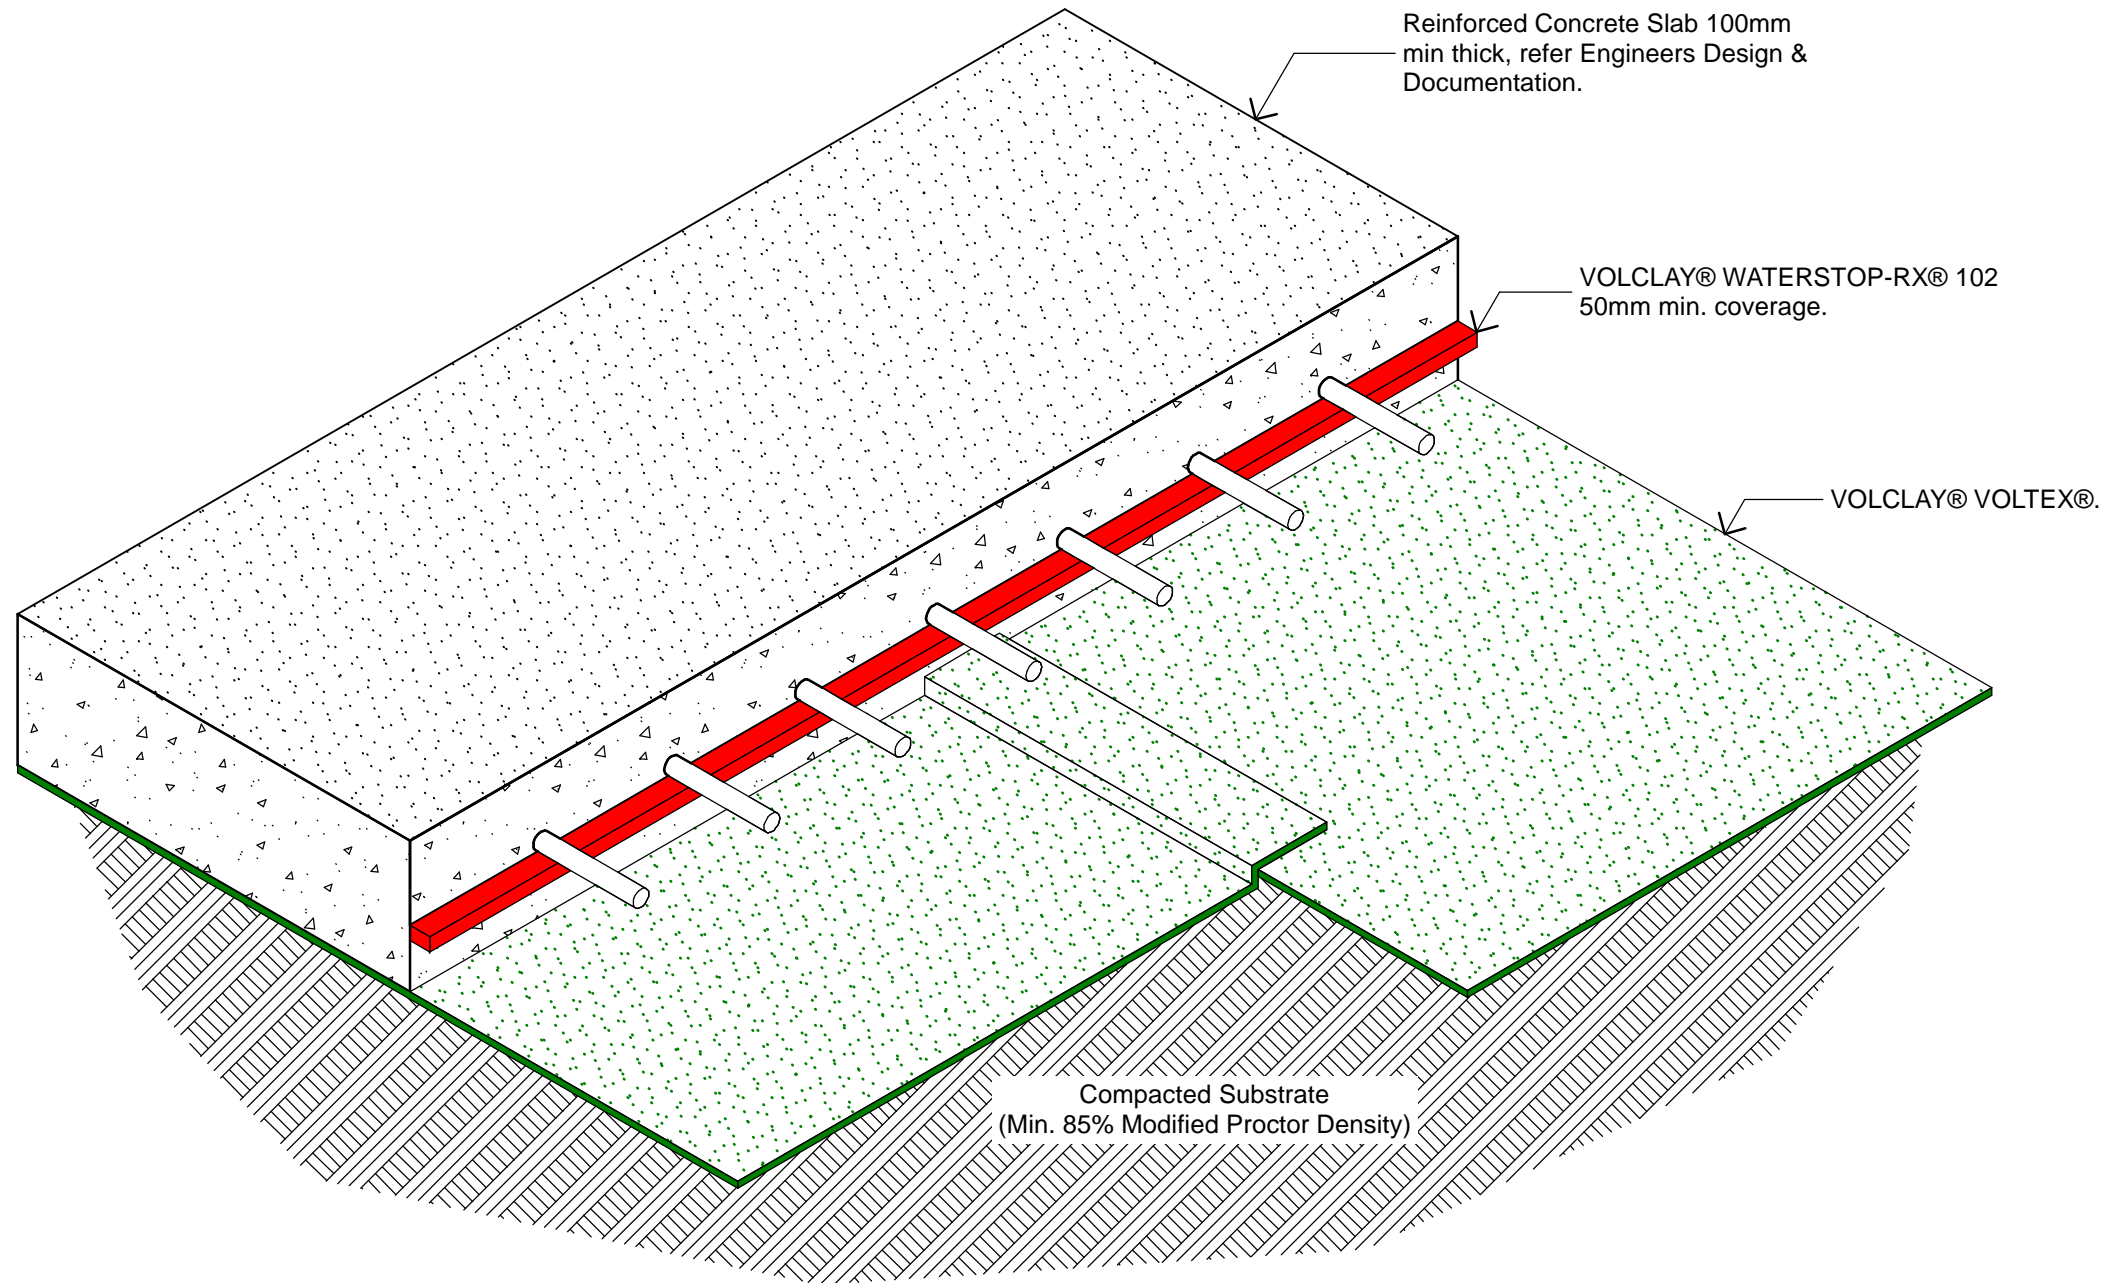 Reinforced Concrete Slab 100mm
min thick, refer Engineers Design &
Documentation.
VOLCLAY® WATERSTOP-RX® 102
50mm min. coverage.
VOLCLAY® VOLTEX®.
Compacted Substrate
(Min. 85% Modified Proctor Density)